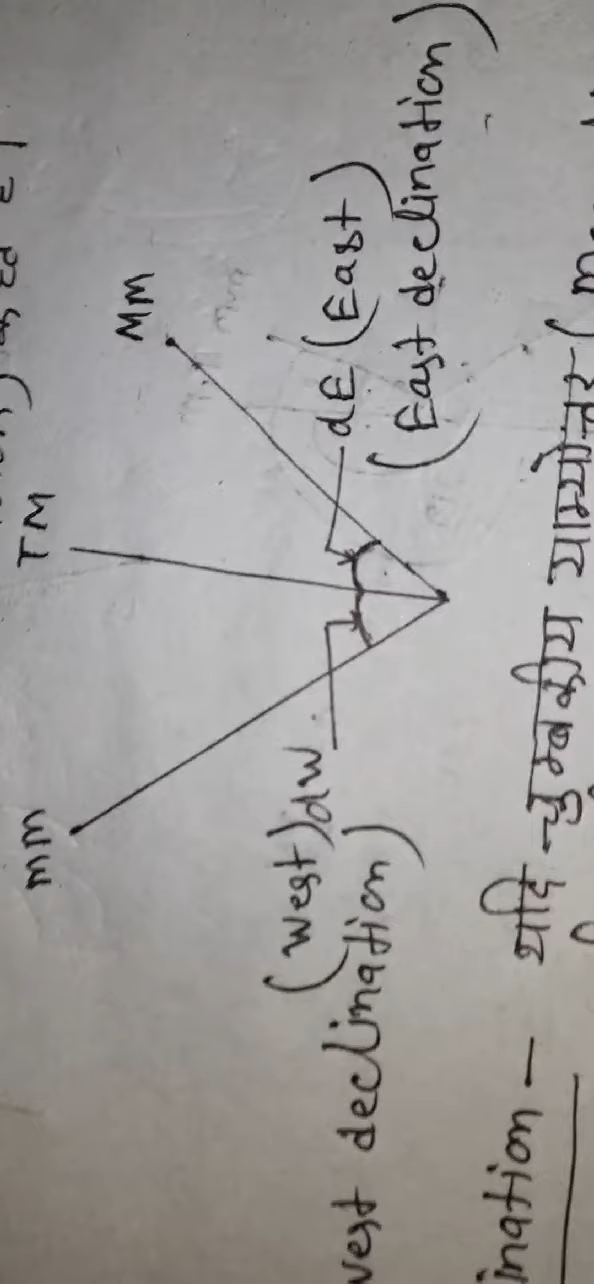 MM TM MM
(west)dw dE (East)
west declination) (East declination)
ination – यदि चुम्बकीय याम्योत्तर (